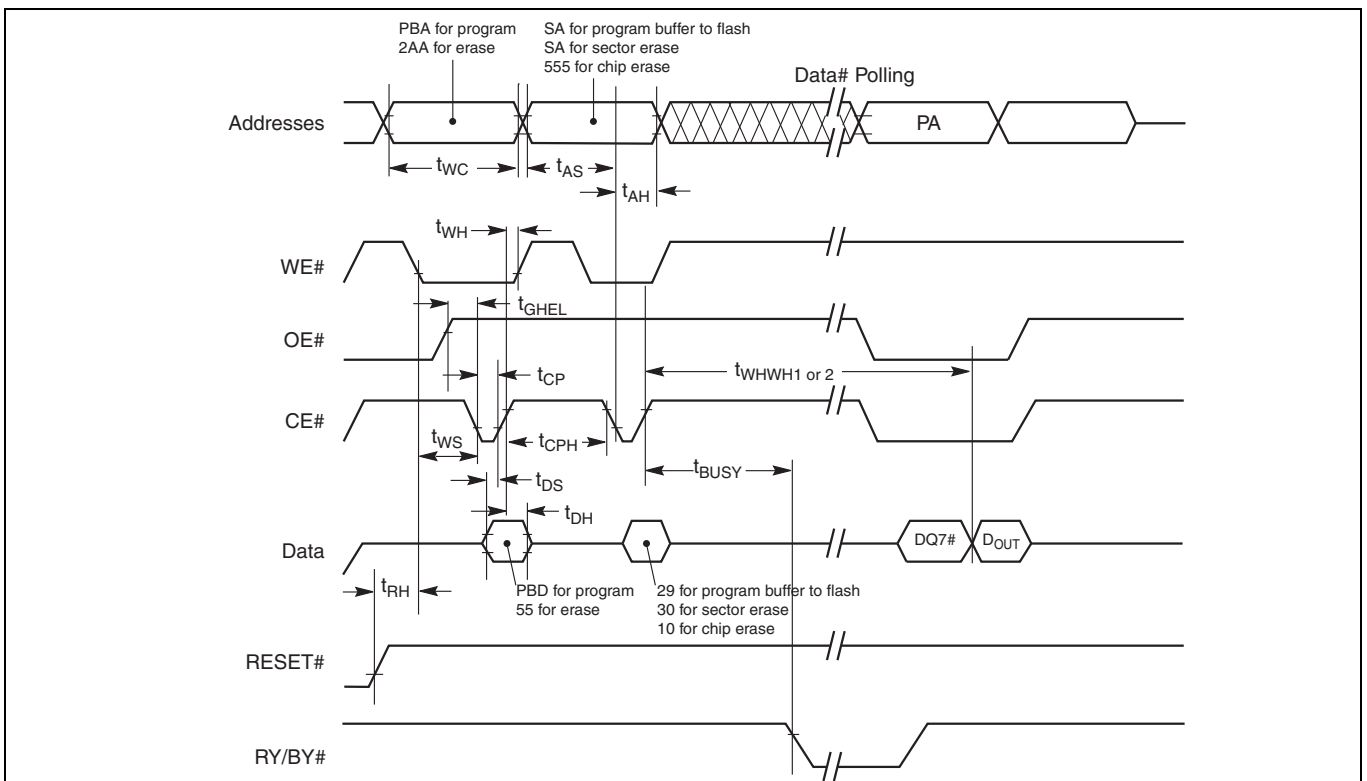 PBA for program
2AA for erase
SA for program buffer to flash
SA for sector erase
555 for chip erase
Data# Polling
Addresses
PA
tWC
tAS
tAH
tWH
WE#
tGHEL
OE#
tCP
tWHWH1 or 2
CE#
tWS
tCPH
tBUSY
tDS
tDH
Data
DQ7#
DOUT
tRH
PBD for program
55 for erase
29 for program buffer to flash
30 for sector erase
10 for chip erase
RESET#
RY/BY#